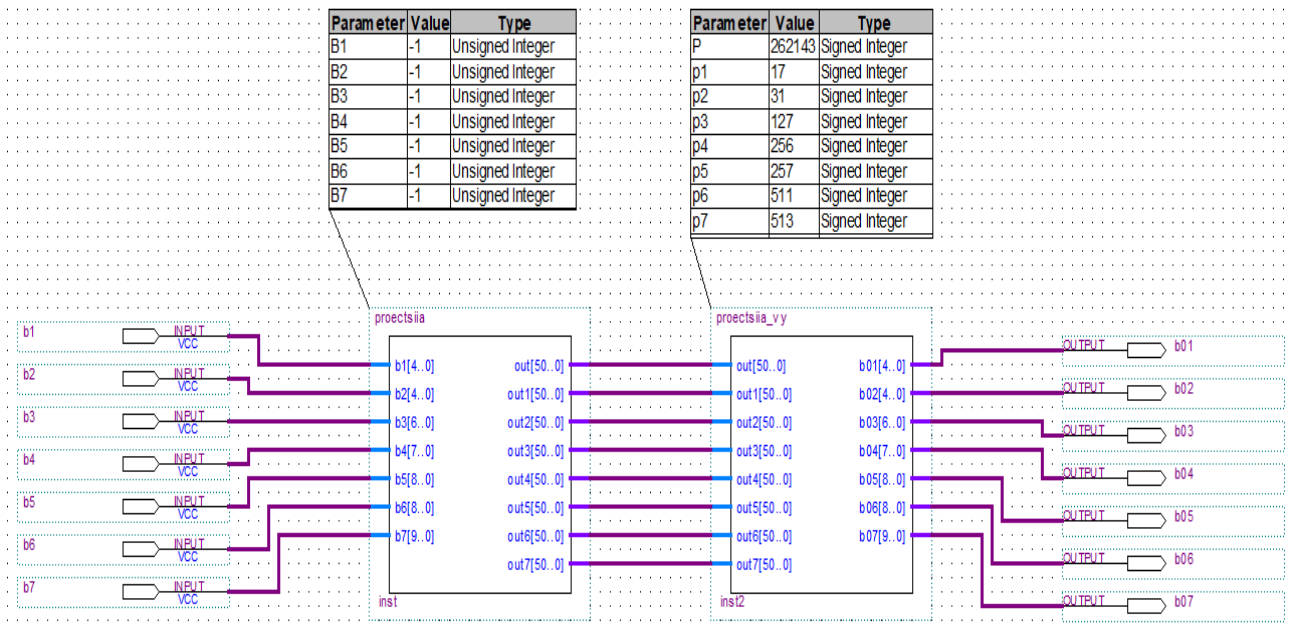 Parameter Value Type
B1 -1 Unsigned Integer
B2 -1 Unsigned Integer
B3 -1 Unsigned Integer
B4 -1 Unsigned Integer
B5 -1 Unsigned Integer
B6 -1 Unsigned Integer
B7 -1 Unsigned Integer
Parameter Value Type
P 262143 Signed Integer
p1 17 Signed Integer
p2 31 Signed Integer
p3 127 Signed Integer
p4 256 Signed Integer
p5 257 Signed Integer
p6 511 Signed Integer
p7 513 Signed Integer
b1 INPUT
VCC
b2 INPUT
VCC
b3 INPUT
VCC
b4 INPUT
VCC
b5 INPUT
VCC
b6 INPUT
VCC
b7 INPUT
VCC
proectsiia
b1[4..0] out[50..0]
b2[4..0] out1[50..0]
b3[6..0] out2[50..0]
b4[7..0] out3[50..0]
b5[8..0] out4[50..0]
b6[8..0] out5[50..0]
b7[9..0] out6[50..0]
out7[50..0]
inst
proectsiia_vy
out[50..0] b01[4..0]
out1[50..0] b02[4..0]
out2[50..0] b03[6..0]
out3[50..0] b04[7..0]
out4[50..0] b05[8..0]
out5[50..0] b06[8..0]
out6[50..0] b07[9..0]
out7[50..0]
inst2
OUTPUT b01
OUTPUT b02
OUTPUT b03
OUTPUT b04
OUTPUT b05
OUTPUT b06
OUTPUT b07